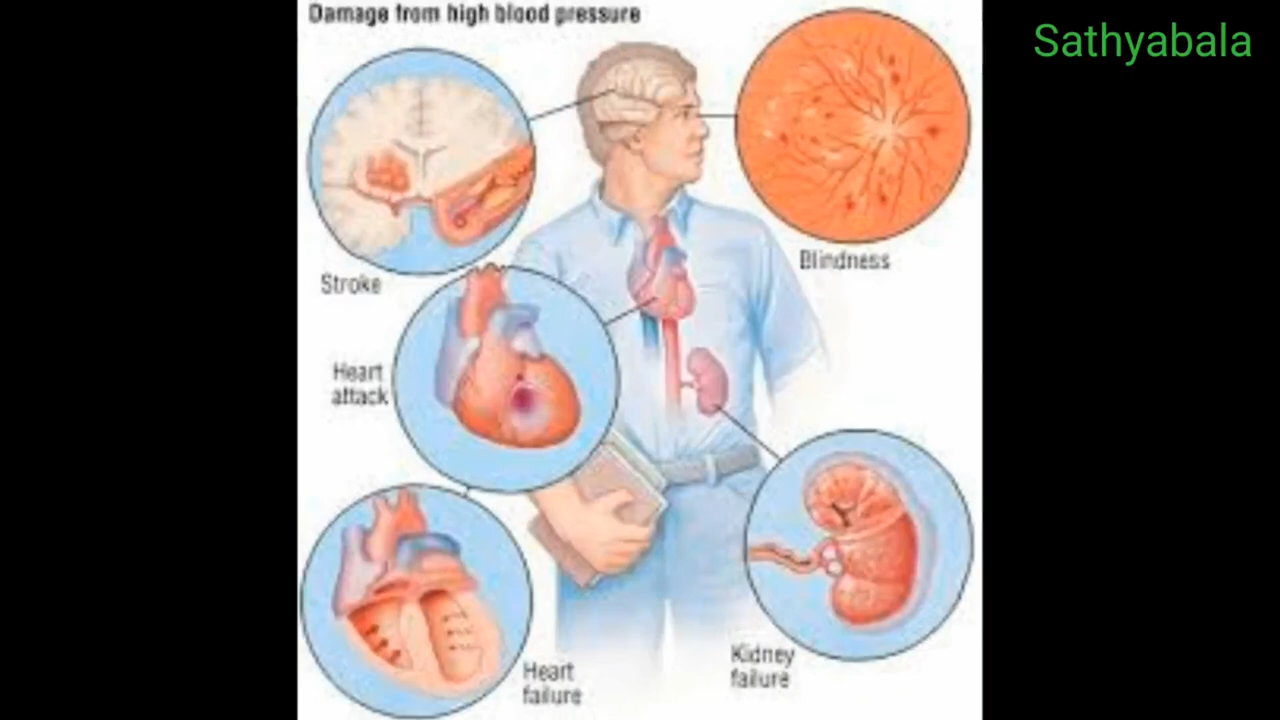 Damage from high blood pressure
Sathyabala
Stroke
Blindness
Heart
attack
Heart
failure
Kidney
failure